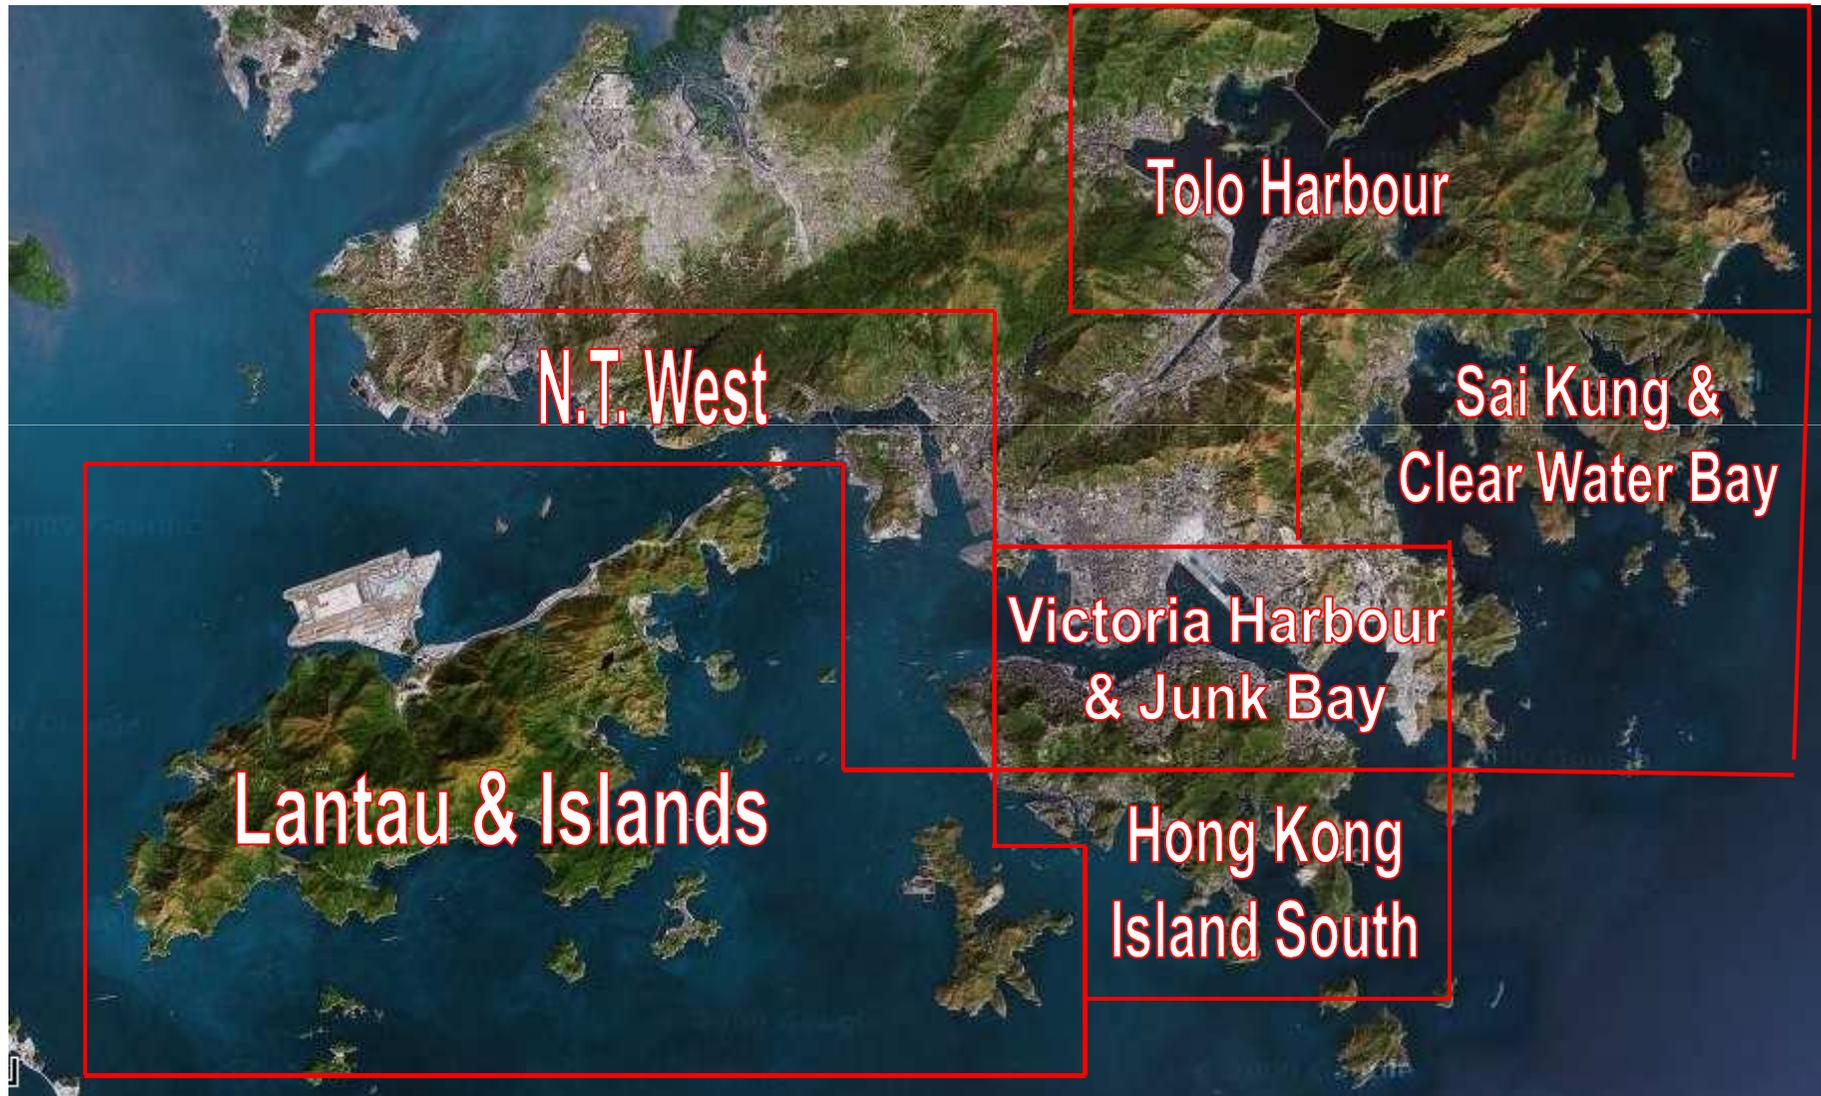 Tolo Harbour
N.T. West
Sai Kung &
Clear Water Bay
Victoria Harbour
& Junk Bay
Lantau & Islands
Hong Kong
Island South